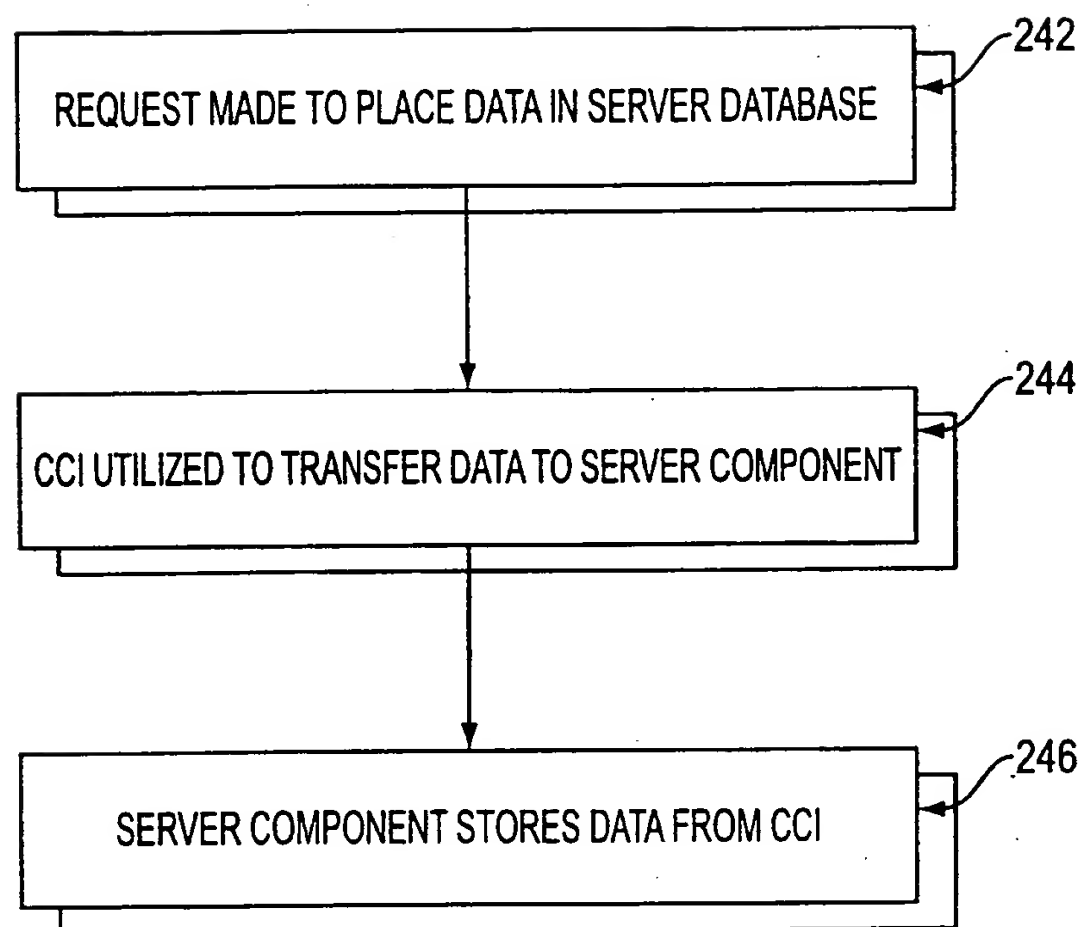 242
REQUEST MADE TO PLACE DATA IN SERVER DATABASE
244
CCI UTILIZED TO TRANSFER DATA TO SERVER COMPONENT
246
SERVER COMPONENT STORES DATA FROM CCI